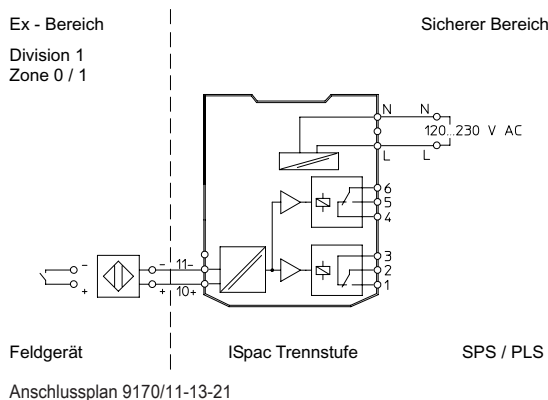 Ex - Bereich
Sicherer Bereich
Division 1
Zone 0 / 1
N
N
120...230 V AC
L
L
6
5
4
3
2
1
-
-
11-
+
+
10+
Feldgerät
ISpac Trennstufe
SPS / PLS
Anschlussplan 9170/11-13-21